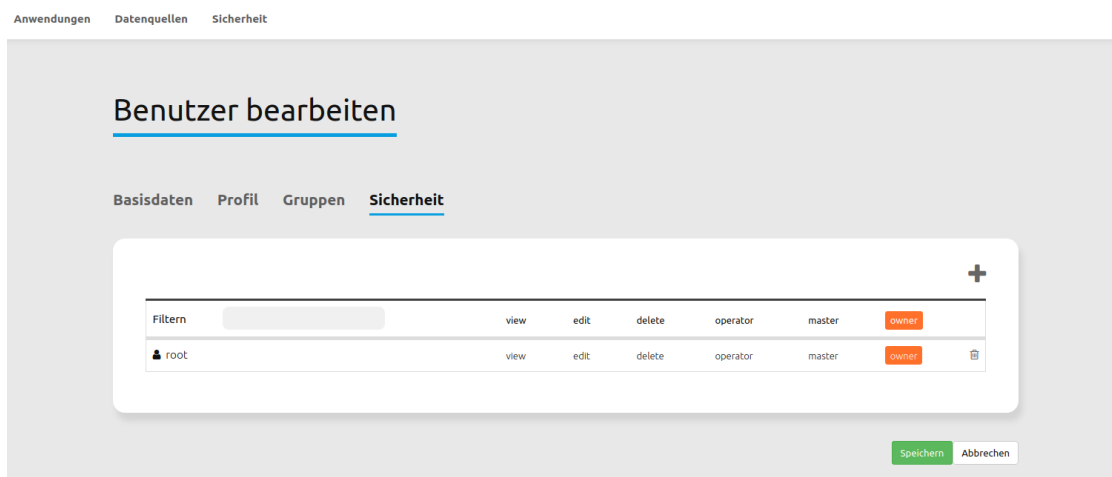 Anwendungen Datenquellen Sicherheit
Benutzer bearbeiten
Basisdaten Profil Gruppen Sicherheit
Filtern view edit delete operator master owner
root view edit delete operator master owner
Speichern Abbrechen